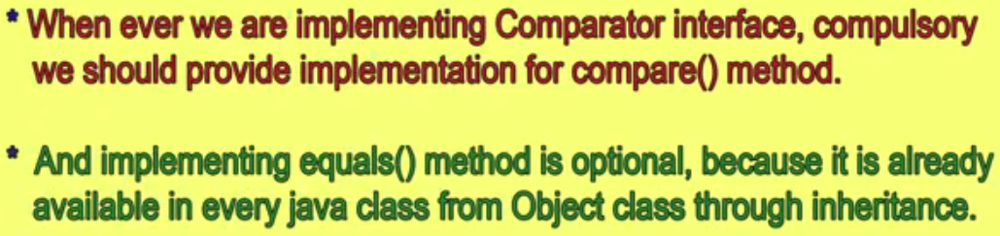 * When ever we are implementing Comparator interface, compulsory
we should provide implementation for compare() method.
* And implementing equals() method is optional, because it is already
available in every java class from Object class through inheritance.